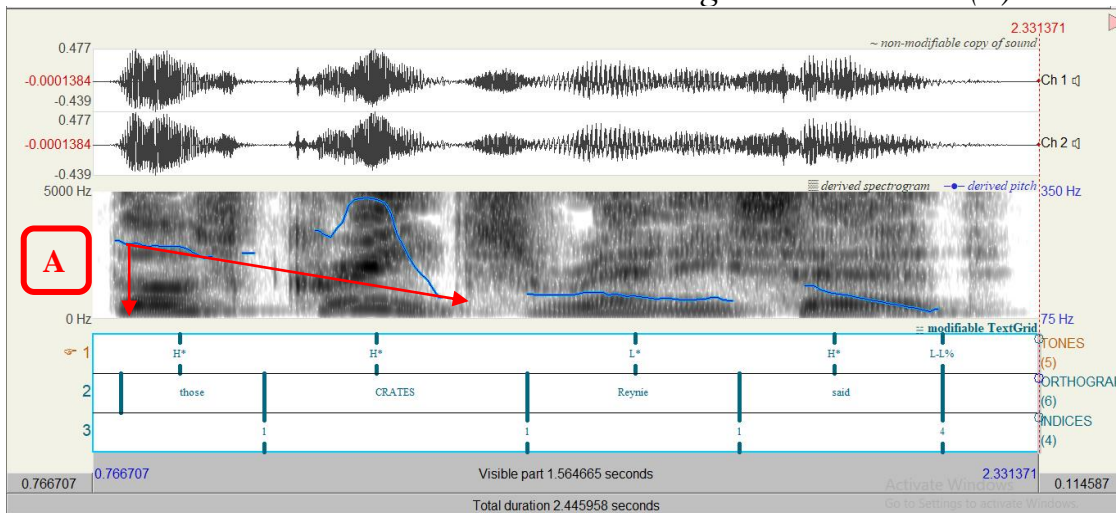 2.331371
0.477
~ non-modifiable copy of sound
-0.0001384
Ch 1
-0.439
0.477
-0.0001384
Ch 2
-0.439
5000 Hz
derived spectrogram
derived pitch
350 Hz
A
0 Hz
75 Hz
modifiable TextGrid
1
H*
H*
L*
H*
L-L%
TONES
(5)
2
those
CRATES
Reynie
said
ORTHOGRA
(6)
3
1
1
1
4
INDICES
(4)
0.766707
0.766707
Visible part 1.564665 seconds
2.331371
0.114587
Activate Windows
Go to Settings to activate Windows.
Total duration 2.445958 seconds